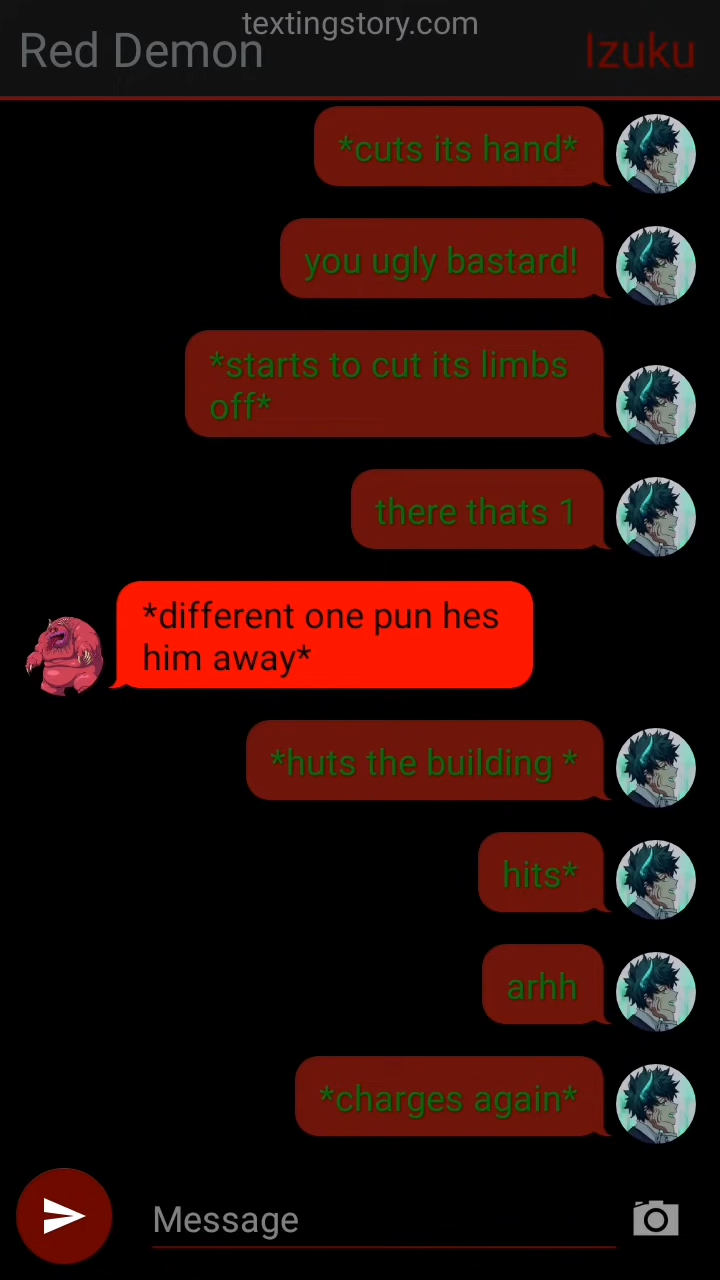 textingstory.com
Red Demon
Izuku
*cuts its hand*
you ugly bastard!
*starts to cut its limbs
off*
there thats 1
*different one pun hes
him away*
*huts the building *
hits*
arhh
*charges again*
Message